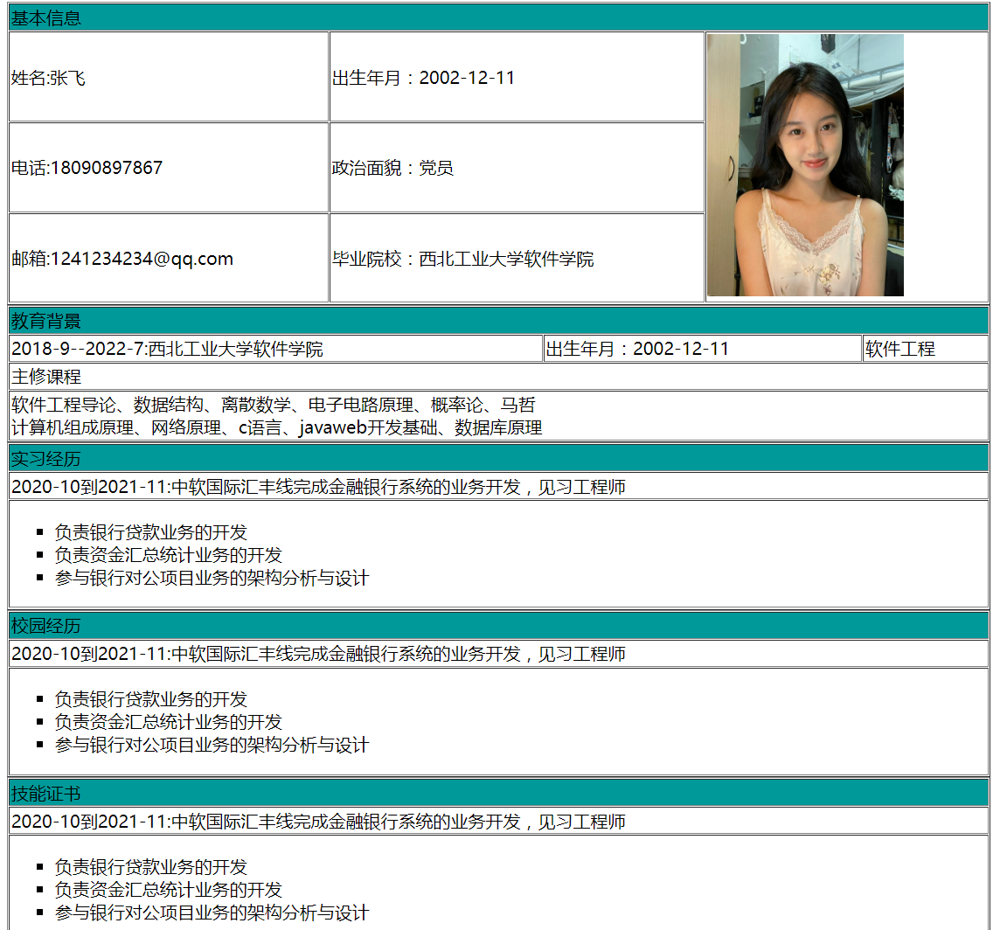 基本信息
姓名:张飞
出生年月：2002-12-11
电话:18090897867
政治面貌：党员
邮箱:1241234234@qq.com
毕业院校：西北工业大学软件学院
教育背景
2018-9--2022-7:西北工业大学软件学院
出生年月：2002-12-11
软件工程
主修课程
软件工程导论、数据结构、离散数学、电子电路原理、概率论、马哲
计算机组成原理、网络原理、c语言、javaweb开发基础、数据库原理
实习经历
2020-10到2021-11:中软国际汇丰线完成金融银行系统的业务开发，见习工程师
负责银行贷款业务的开发
负责资金汇总统计业务的开发
参与银行对公项目业务的架构分析与设计
校园经历
2020-10到2021-11:中软国际汇丰线完成金融银行系统的业务开发，见习工程师
负责银行贷款业务的开发
负责资金汇总统计业务的开发
参与银行对公项目业务的架构分析与设计
技能证书
2020-10到2021-11:中软国际汇丰线完成金融银行系统的业务开发，见习工程师
负责银行贷款业务的开发
负责资金汇总统计业务的开发
参与银行对公项目业务的架构分析与设计